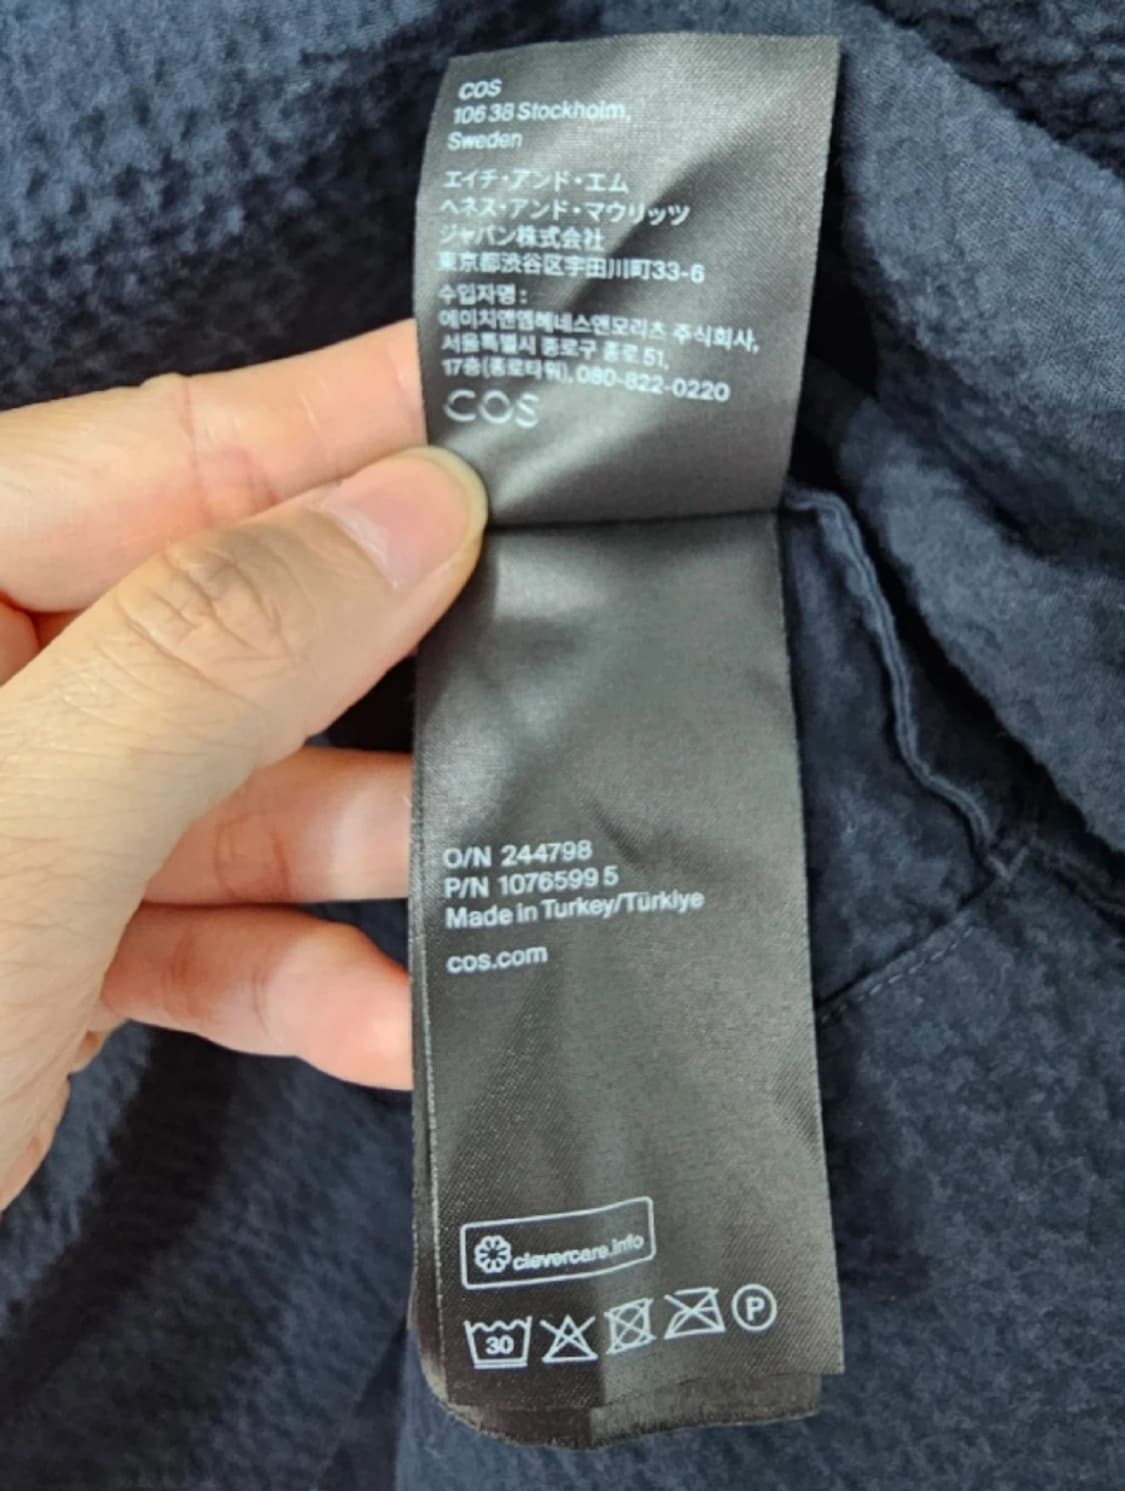 COS
106 38 Stockholm,
Sweden
エイチ・アンド・エム
ヘネス・アンド・マウリッツ
ジャパン株式会社
東京都渋谷区宇田川町33-6
수입자명 :
에이치앤엠헤네스앤모리츠 주식회사,
서울특별시 종로구 종로 51,
17층(종로타워), 080-822-0220
COS
O/N 244798
P/N 1076599 5
Made in Turkey/Türkiye
cos.com
clevercare.info
30
P